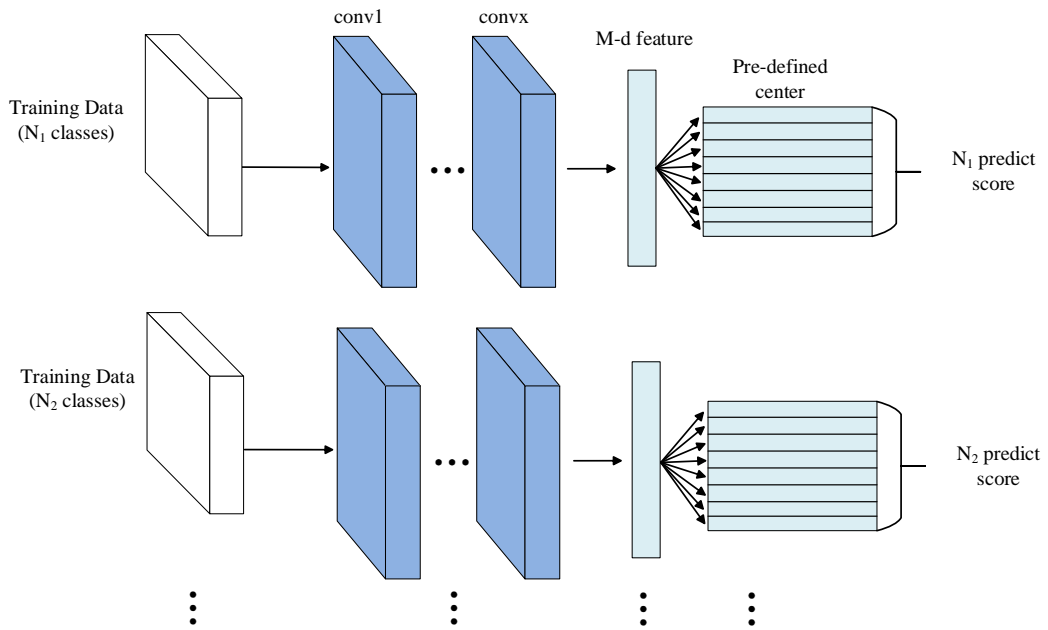 conv1
convx
M-d feature
Pre-defined
center
Training Data
(N₁ classes)
N₁ predict
score
Training Data
(N₂ classes)
N₂ predict
score